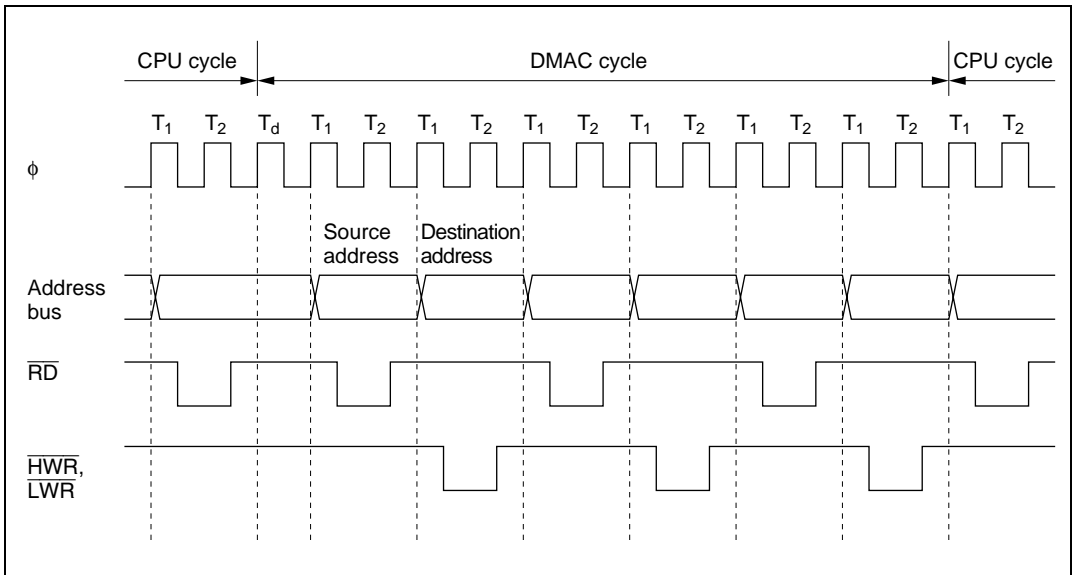 CPU cycle DMAC cycle CPU cycle
T1 T2 Td T1 T2 T1 T2 T1 T2 T1 T2 T1 T2 T1 T2 T1 T2
φ
Source address
Destination address
Address bus
RD
HWR,
LWR